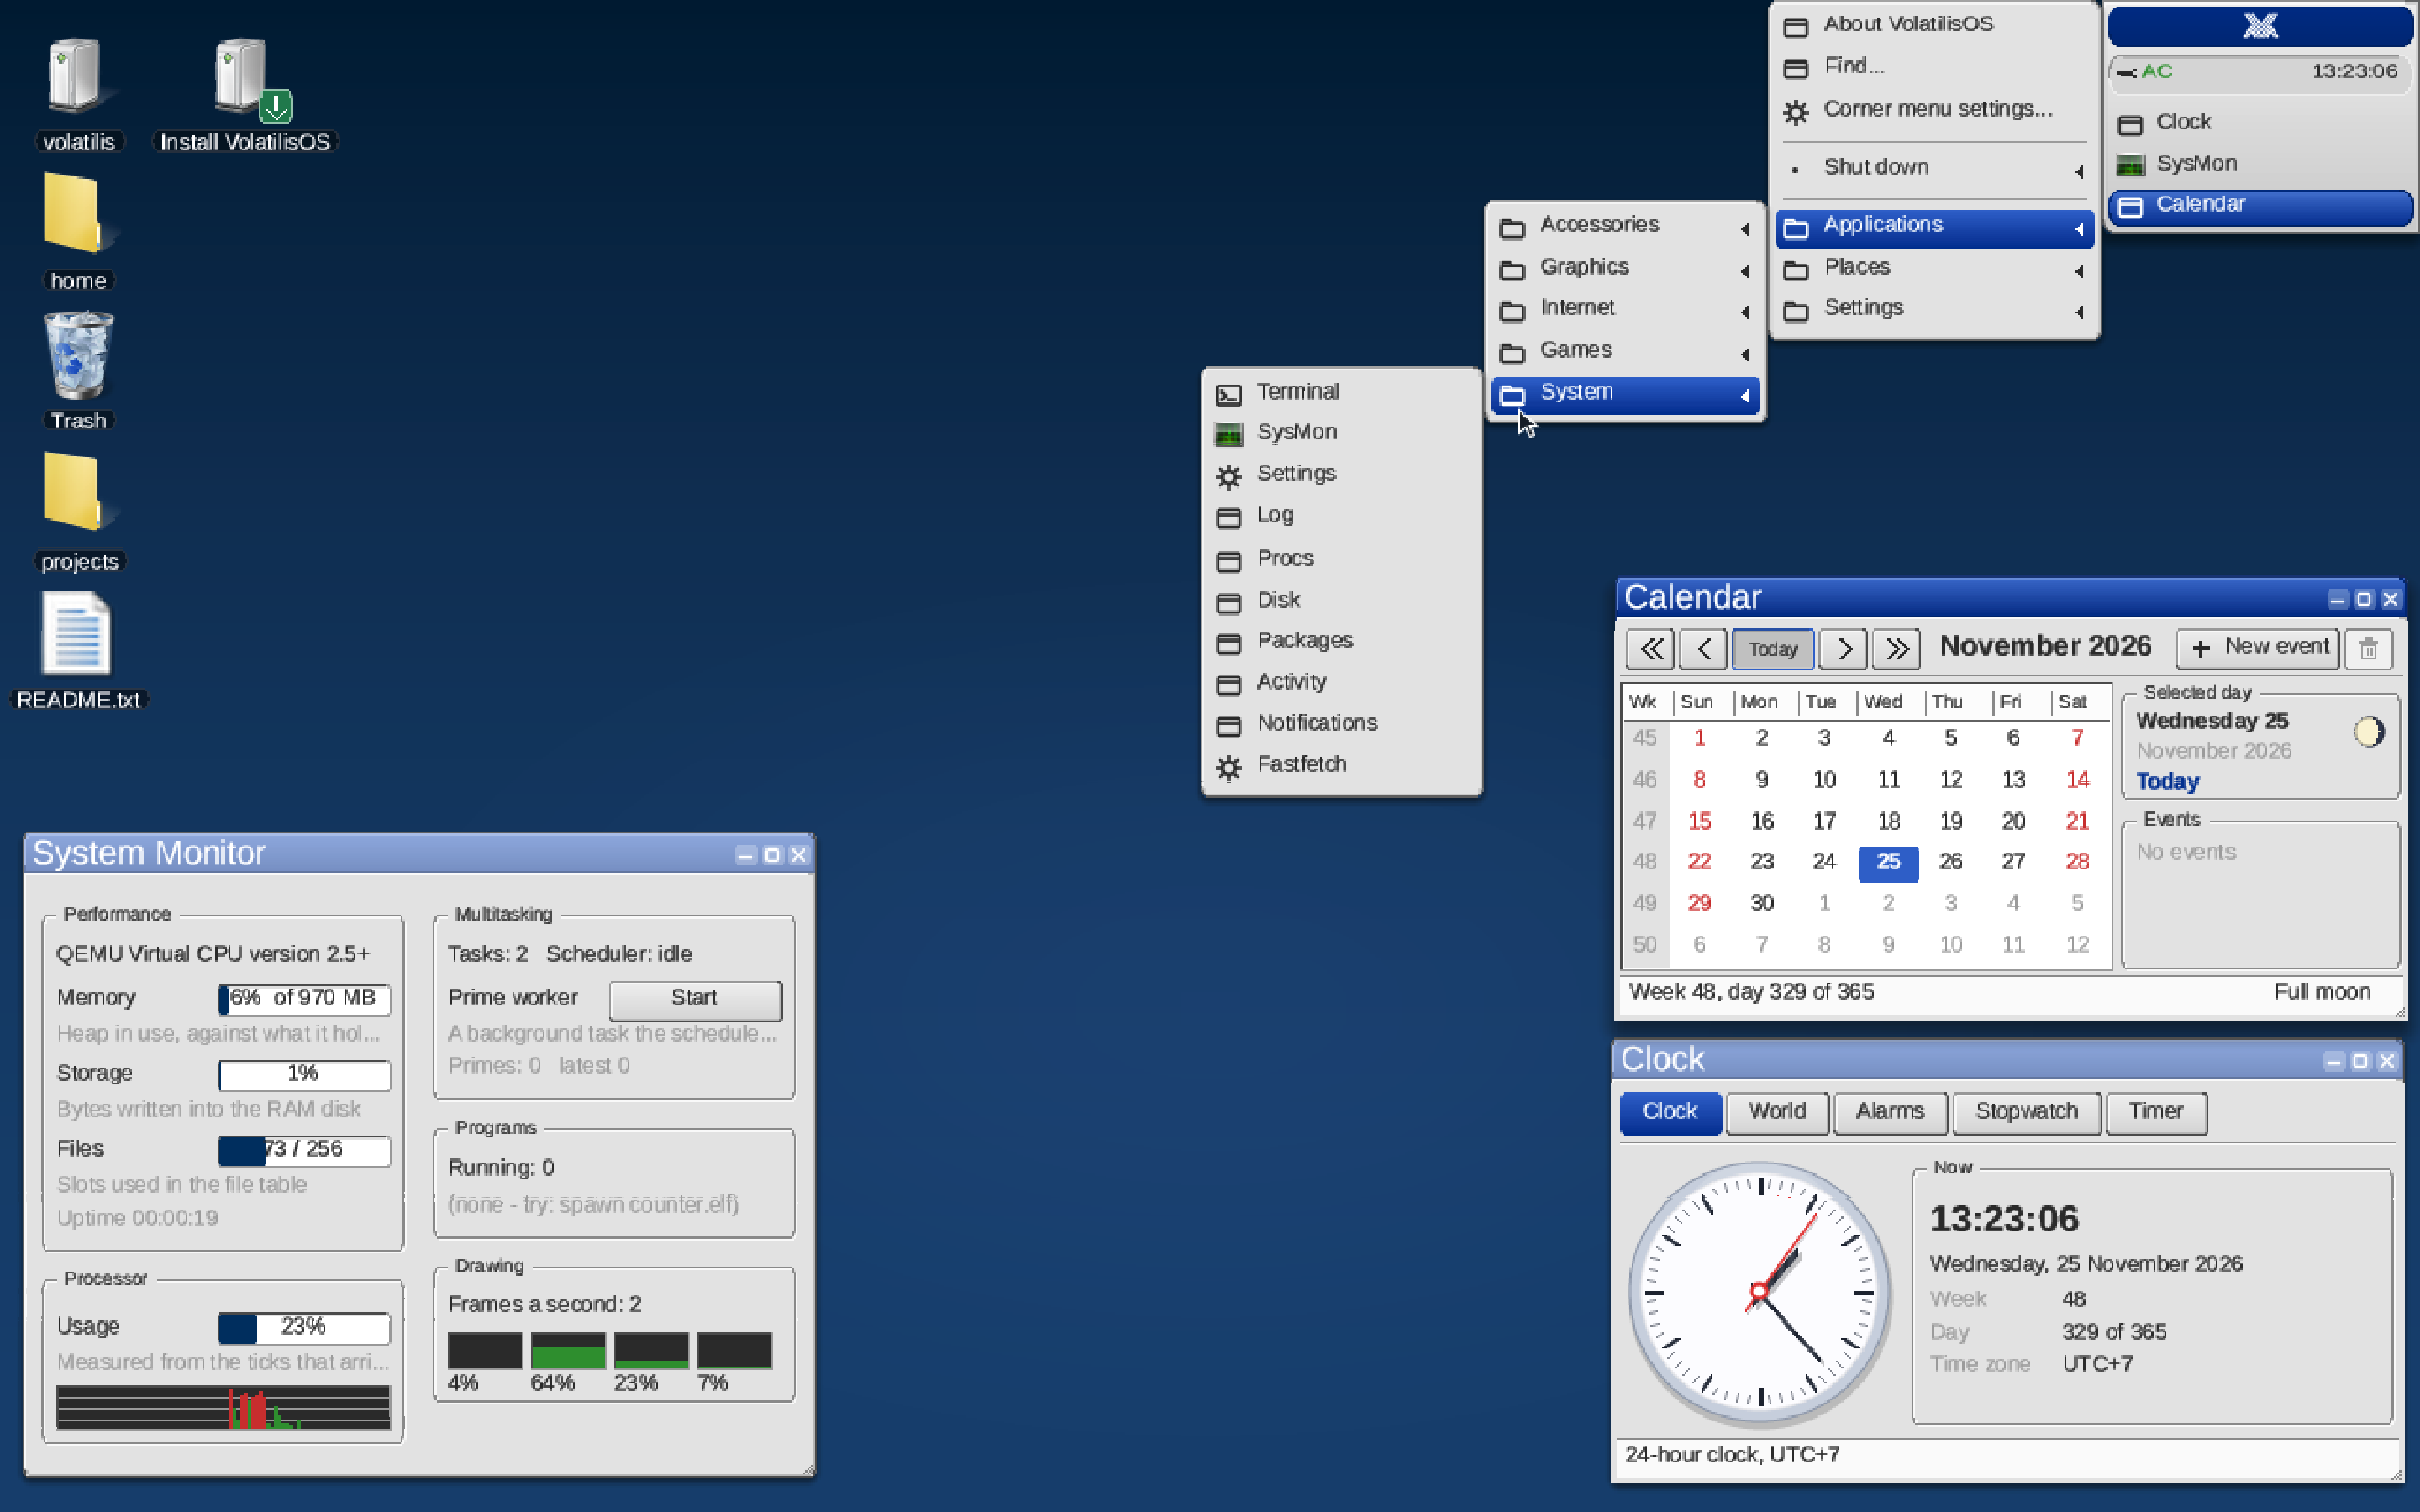 volatilis
Install VolatilisOS
home
Trash
projects
README.txt
About VolatilisOS
Find...
Corner menu settings...
Shut down
Applications
Places
Settings
AC 13:23:06
Clock
SysMon
Calendar
Accessories
Graphics
Internet
Games
System
Terminal
SysMon
Settings
Log
Procs
Disk
Packages
Activity
Notifications
Fastfetch
Calendar
Today November 2026 + New event
Wk Sun Mon Tue Wed Thu Fri Sat
45 1 2 3 4 5 6 7
46 8 9 10 11 12 13 14
47 15 16 17 18 19 20 21
48 22 23 24 25 26 27 28
49 29 30 1 2 3 4 5
50 6 7 8 9 10 11 12
Selected day
Wednesday 25
November 2026
Today
Events
No events
Week 48, day 329 of 365 Full moon
System Monitor
Performance
QEMU Virtual CPU version 2.5+
Memory 6% of 970 MB
Heap in use, against what it hol...
Storage 1%
Bytes written into the RAM disk
Files 73 / 256
Slots used in the file table
Uptime 00:00:19
Processor
Usage 23%
Measured from the ticks that arri...
Multitasking
Tasks: 2 Scheduler: idle
Prime worker Start
A background task the schedule...
Primes: 0 latest 0
Programs
Running: 0
(none - try: spawn counter.elf)
Drawing
Frames a second: 2
4% 64% 23% 7%
Clock
Clock World Alarms Stopwatch Timer
Now
13:23:06
Wednesday, 25 November 2026
Week 48
Day 329 of 365
Time zone UTC+7
24-hour clock, UTC+7